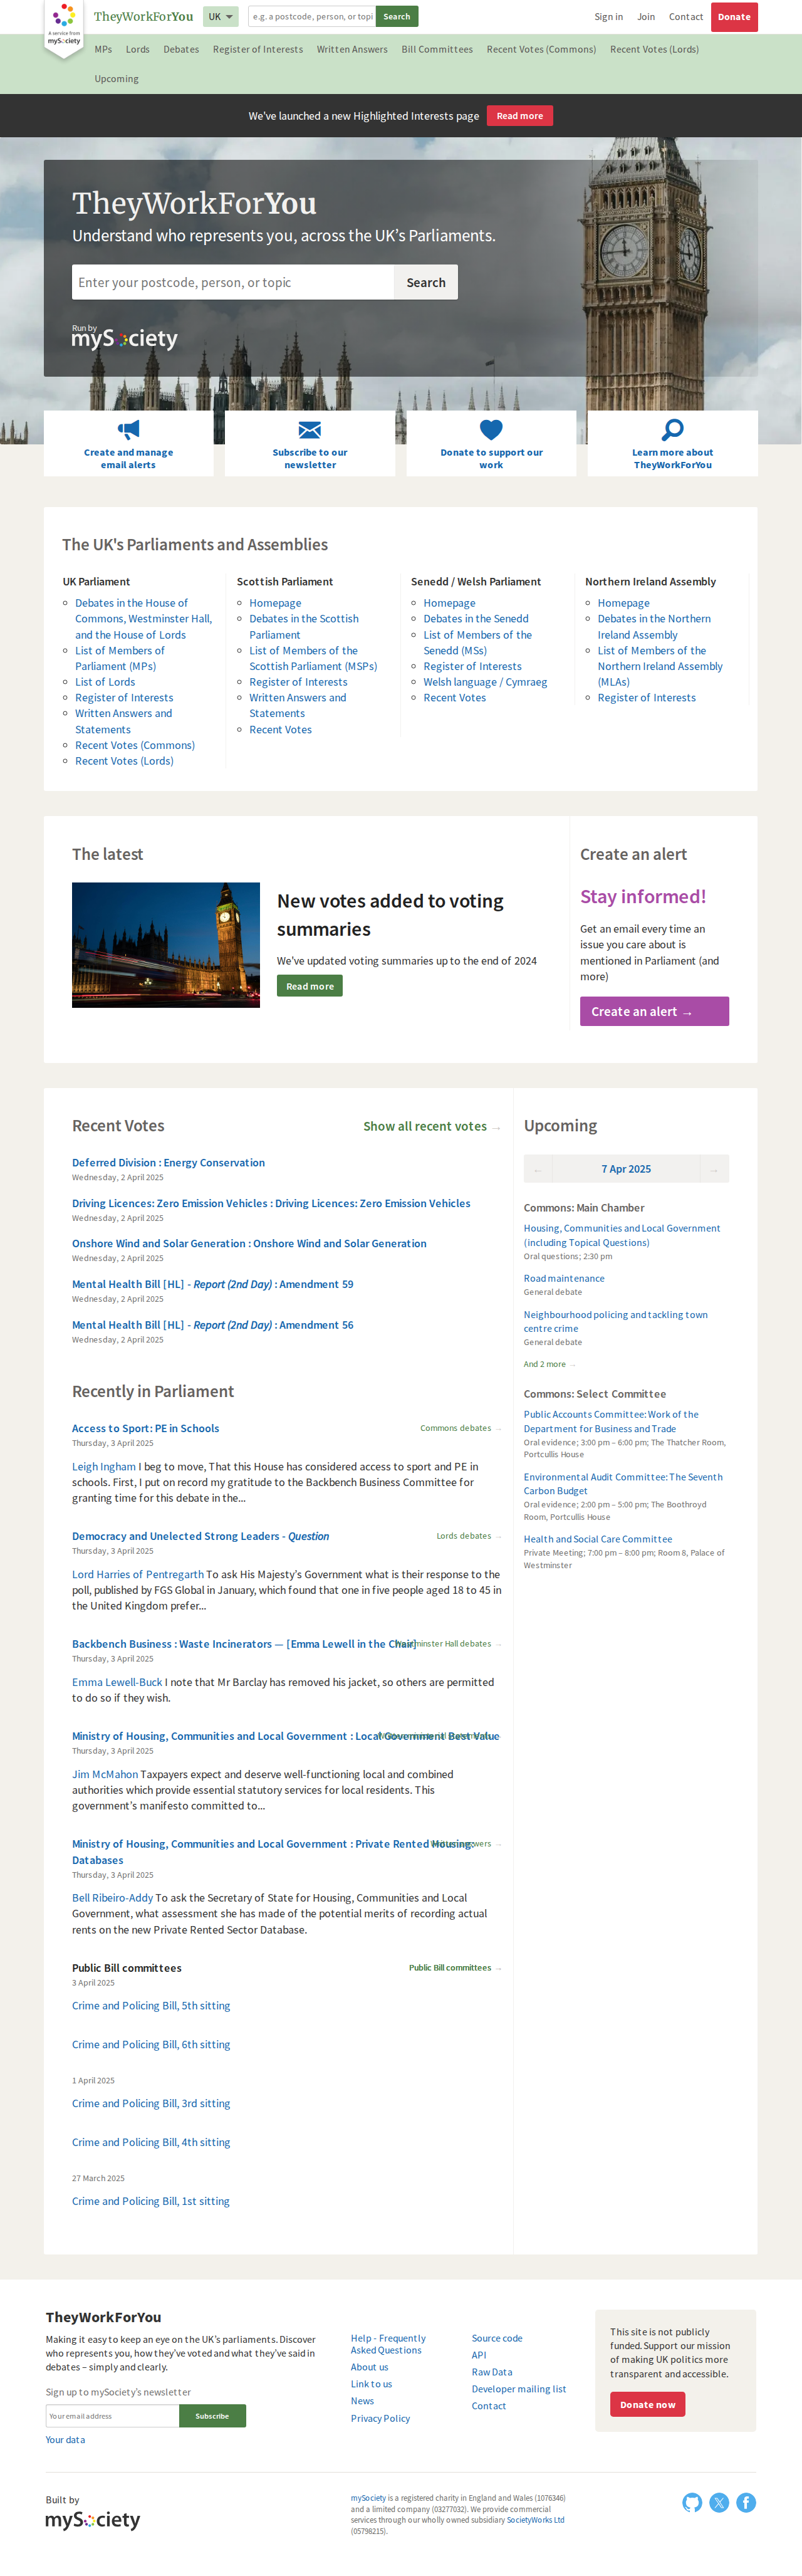 A service from
mySociety
TheyWorkForYou
UK
e.g. a postcode, person, or topi
Search
Sign in
Join
Contact
Donate
MPs
Lords
Debates
Register of Interests
Written Answers
Bill Committees
Recent Votes (Commons)
Recent Votes (Lords)
Upcoming
We've launched a new Highlighted Interests page
Read more
TheyWorkForYou
Understand who represents you, across the UK's Parliaments.
Enter your postcode, person, or topic
Search
Run by
mySociety
Create and manage
email alerts
Subscribe to our
newsletter
Donate to support our
work
Learn more about
TheyWorkForYou
The UK's Parliaments and Assemblies
UK Parliament
Debates in the House of
Commons, Westminster Hall,
and the House of Lords
List of Members of
Parliament (MPs)
List of Lords
Register of Interests
Written Answers and
Statements
Recent Votes (Commons)
Recent Votes (Lords)
Scottish Parliament
Homepage
Debates in the Scottish
Parliament
List of Members of the
Scottish Parliament (MSPs)
Register of Interests
Written Answers and
Statements
Recent Votes
Senedd / Welsh Parliament
Homepage
Debates in the Senedd
List of Members of the
Senedd (MSs)
Register of Interests
Welsh language / Cymraeg
Recent Votes
Northern Ireland Assembly
Homepage
Debates in the Northern
Ireland Assembly
List of Members of the
Northern Ireland Assembly
(MLAs)
Register of Interests
The latest
New votes added to voting
summaries
We've updated voting summaries up to the end of 2024
Read more
Create an alert
Stay informed!
Get an email every time an
issue you care about is
mentioned in Parliament (and
more)
Create an alert →
Recent Votes
Show all recent votes →
Deferred Division : Energy Conservation
Wednesday, 2 April 2025
Driving Licences: Zero Emission Vehicles : Driving Licences: Zero Emission Vehicles
Wednesday, 2 April 2025
Onshore Wind and Solar Generation : Onshore Wind and Solar Generation
Wednesday, 2 April 2025
Mental Health Bill [HL] - Report (2nd Day) : Amendment 59
Wednesday, 2 April 2025
Mental Health Bill [HL] - Report (2nd Day) : Amendment 56
Wednesday, 2 April 2025
Recently in Parliament
Access to Sport: PE in Schools
Commons debates →
Thursday, 3 April 2025
Leigh Ingham I beg to move, That this House has considered access to sport and PE in
schools. First, I put on record my gratitude to the Backbench Business Committee for
granting time for this debate in the...
Democracy and Unelected Strong Leaders - Question
Lords debates →
Thursday, 3 April 2025
Lord Harries of Pentregarth To ask His Majesty's Government what is their response to the
poll, published by FGS Global in January, which found that one in five people aged 18 to 45 in
the United Kingdom prefer...
Backbench Business : Waste Incinerators — [Emma Lewell in the Chair]
Westminster Hall debates →
Thursday, 3 April 2025
Emma Lewell-Buck I note that Mr Barclay has removed his jacket, so others are permitted
to do so if they wish.
Ministry of Housing, Communities and Local Government : Local Government Best Value
Thursday, 3 April 2025
Jim McMahon Taxpayers expect and deserve well-functioning local and combined
authorities which provide essential statutory services for local residents. This
government's manifesto committed to...
Ministry of Housing, Communities and Local Government : Private Rented Housing:
Databases
Thursday, 3 April 2025
Bell Ribeiro-Addy To ask the Secretary of State for Housing, Communities and Local
Government, what assessment she has made of the potential merits of recording actual
rents on the new Private Rented Sector Database.
Public Bill committees
Public Bill committees →
3 April 2025
Crime and Policing Bill, 5th sitting
Crime and Policing Bill, 6th sitting
1 April 2025
Crime and Policing Bill, 3rd sitting
Crime and Policing Bill, 4th sitting
27 March 2025
Crime and Policing Bill, 1st sitting
Upcoming
← 7 Apr 2025 →
Commons: Main Chamber
Housing, Communities and Local Government
(including Topical Questions)
Oral questions; 2:30 pm
Road maintenance
General debate
Neighbourhood policing and tackling town
centre crime
General debate
And 2 more →
Commons: Select Committee
Public Accounts Committee: Work of the
Department for Business and Trade
Oral evidence; 3:00 pm – 6:00 pm; The Thatcher Room,
Portcullis House
Environmental Audit Committee: The Seventh
Carbon Budget
Oral evidence; 2:00 pm – 5:00 pm; The Boothroyd
Room, Portcullis House
Health and Social Care Committee
Private Meeting; 7:00 pm – 8:00 pm; Room 8, Palace of
Westminster
TheyWorkForYou
Making it easy to keep an eye on the UK's parliaments. Discover
who represents you, how they've voted and what they've said in
debates – simply and clearly.
Sign up to mySociety's newsletter
Your email address
Subscribe
Your data
Help - Frequently
Asked Questions
About us
Link to us
News
Privacy Policy
Source code
API
Raw Data
Developer mailing list
Contact
This site is not publicly
funded. Support our mission
of making UK politics more
transparent and accessible.
Donate now
Built by
mySociety
mySociety is a registered charity in England and Wales (1076346)
and a limited company (03277032). We provide commercial
services through our wholly owned subsidiary SocietyWorks Ltd
(05798215).